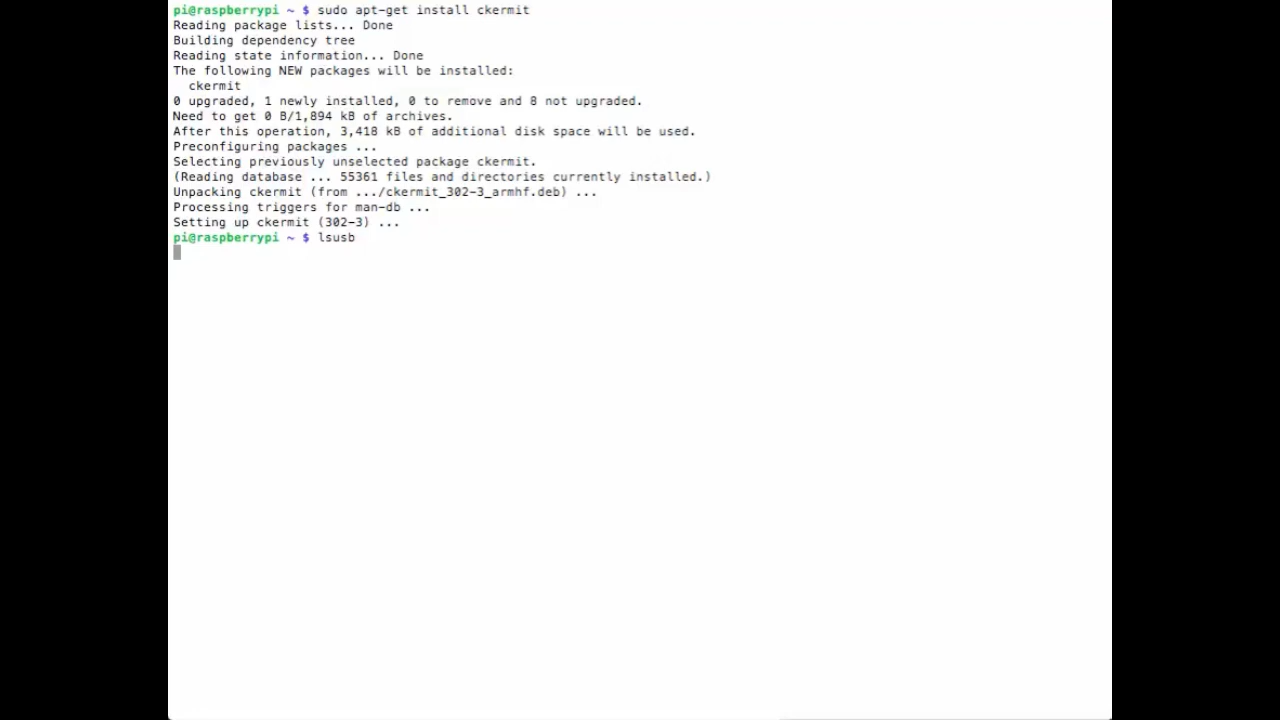 pi@raspberrypi ~ $ sudo apt-get install ckermit
Reading package lists... Done
Building dependency tree
Reading state information... Done
The following NEW packages will be installed:
  ckermit
0 upgraded, 1 newly installed, 0 to remove and 8 not upgraded.
Need to get 0 B/1,894 kB of archives.
After this operation, 3,418 kB of additional disk space will be used.
Preconfiguring packages ...
Selecting previously unselected package ckermit.
(Reading database ... 55361 files and directories currently installed.)
Unpacking ckermit (from .../ckermit_302-3_armhf.deb) ...
Processing triggers for man-db ...
Setting up ckermit (302-3) ...
pi@raspberrypi ~ $ lsusb